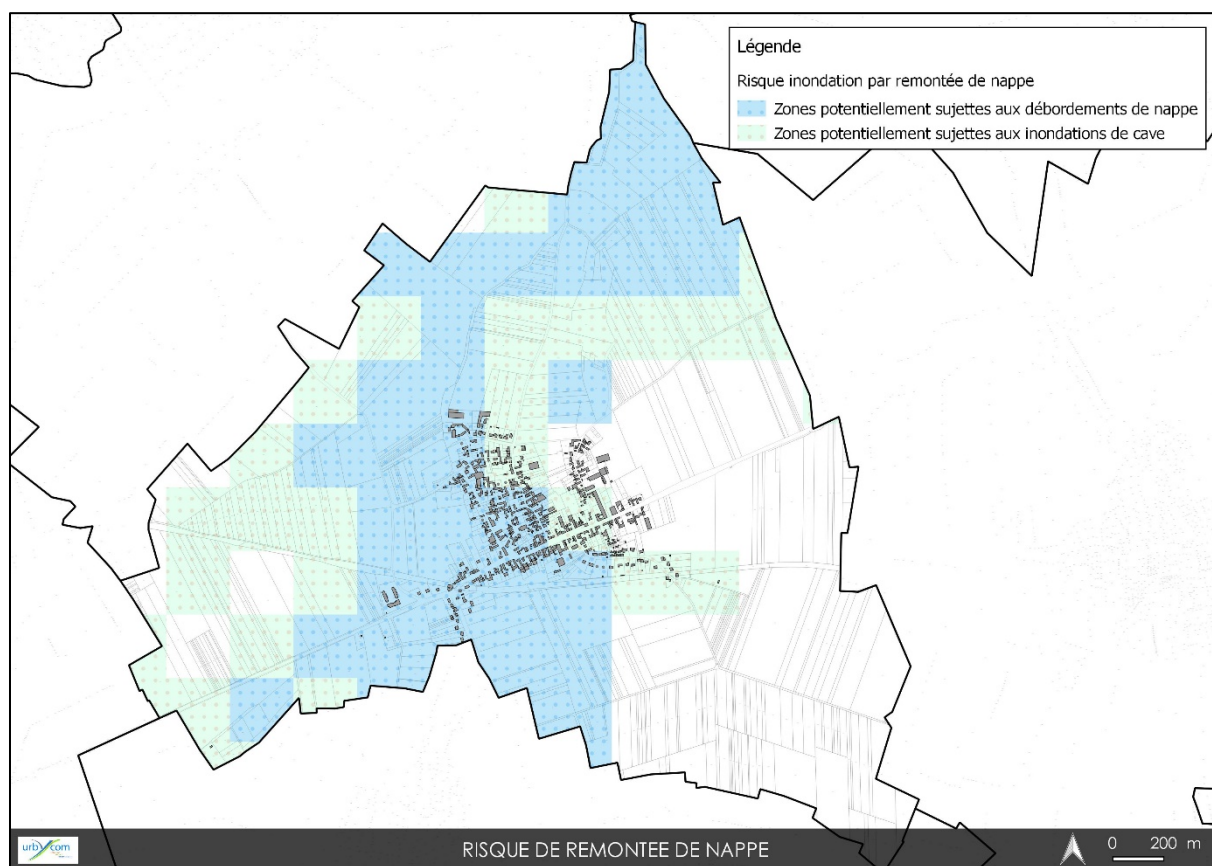 Légende
Risque inondation par remontée de nappe
Zones potentiellement sujettes aux débordements de nappe
Zones potentiellement sujettes aux inondations de cave
urbycom
RISQUE DE REMONTEE DE NAPPE
0 200 m